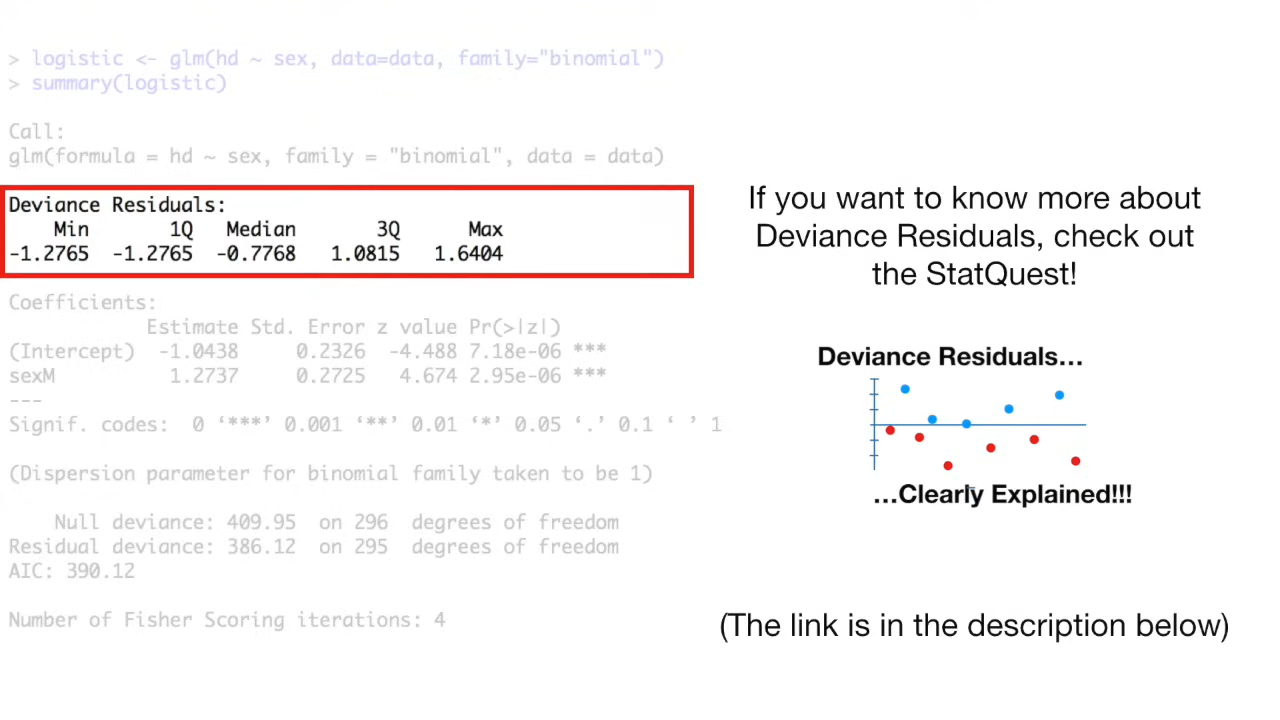 > logistic <- glm(hd ~ sex, data=data, family="binomial")
> summary(logistic)
Call:
glm(formula = hd ~ sex, family = "binomial", data = data)
Deviance Residuals:
Min 1Q Median 3Q Max
-1.2765 -1.2765 -0.7768 1.0815 1.6404
Coefficients:
Estimate Std. Error z value Pr(>|z|)
(Intercept) -1.0438 0.2326 -4.488 7.18e-06 ***
sexM 1.2737 0.2725 4.674 2.95e-06 ***
---
Signif. codes: 0 ‘***’ 0.001 ‘**’ 0.01 ‘*’ 0.05 ‘.’ 0.1 ‘ ’ 1
(Dispersion parameter for binomial family taken to be 1)
Null deviance: 409.95 on 296 degrees of freedom
Residual deviance: 386.12 on 295 degrees of freedom
AIC: 390.12
Number of Fisher Scoring iterations: 4
If you want to know more about
Deviance Residuals, check out
the StatQuest!
Deviance Residuals…
…Clearly Explained!!!
(The link is in the description below)